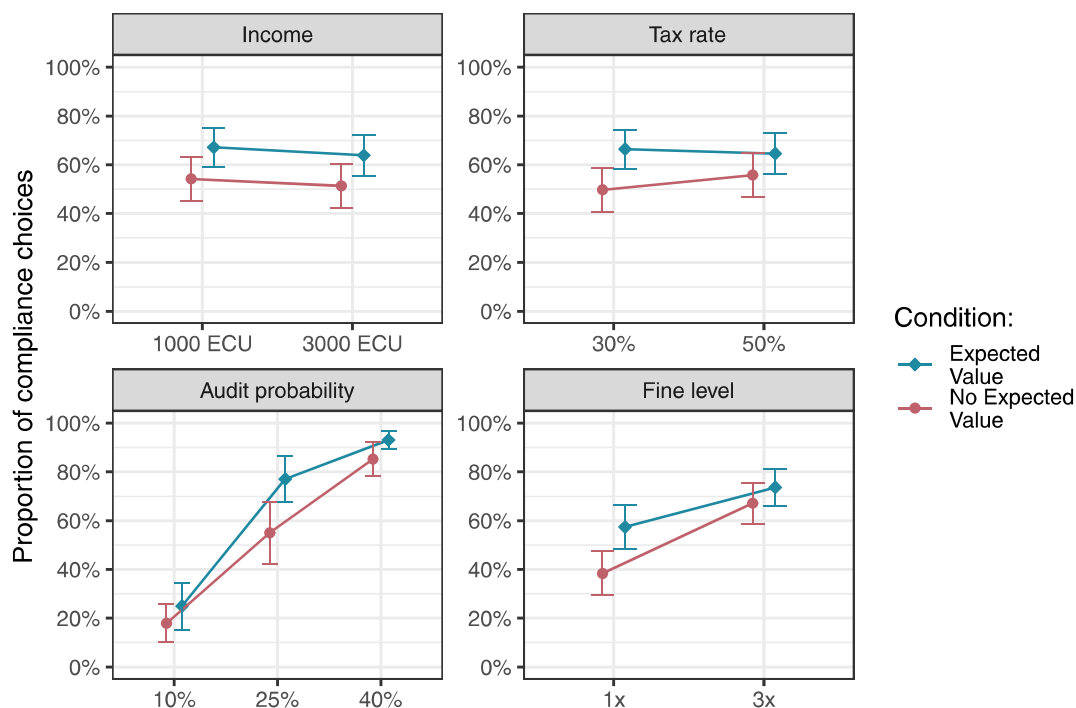 Income
Tax rate
100%
80%
60%
40%
20%
0%
1000 ECU
3000 ECU
100%
80%
60%
40%
20%
0%
30%
50%
Proportion of compliance choices
Audit probability
Fine level
100%
80%
60%
40%
20%
0%
10%
25%
40%
100%
80%
60%
40%
20%
0%
1x
3x
Condition:
Expected
Value
No Expected
Value